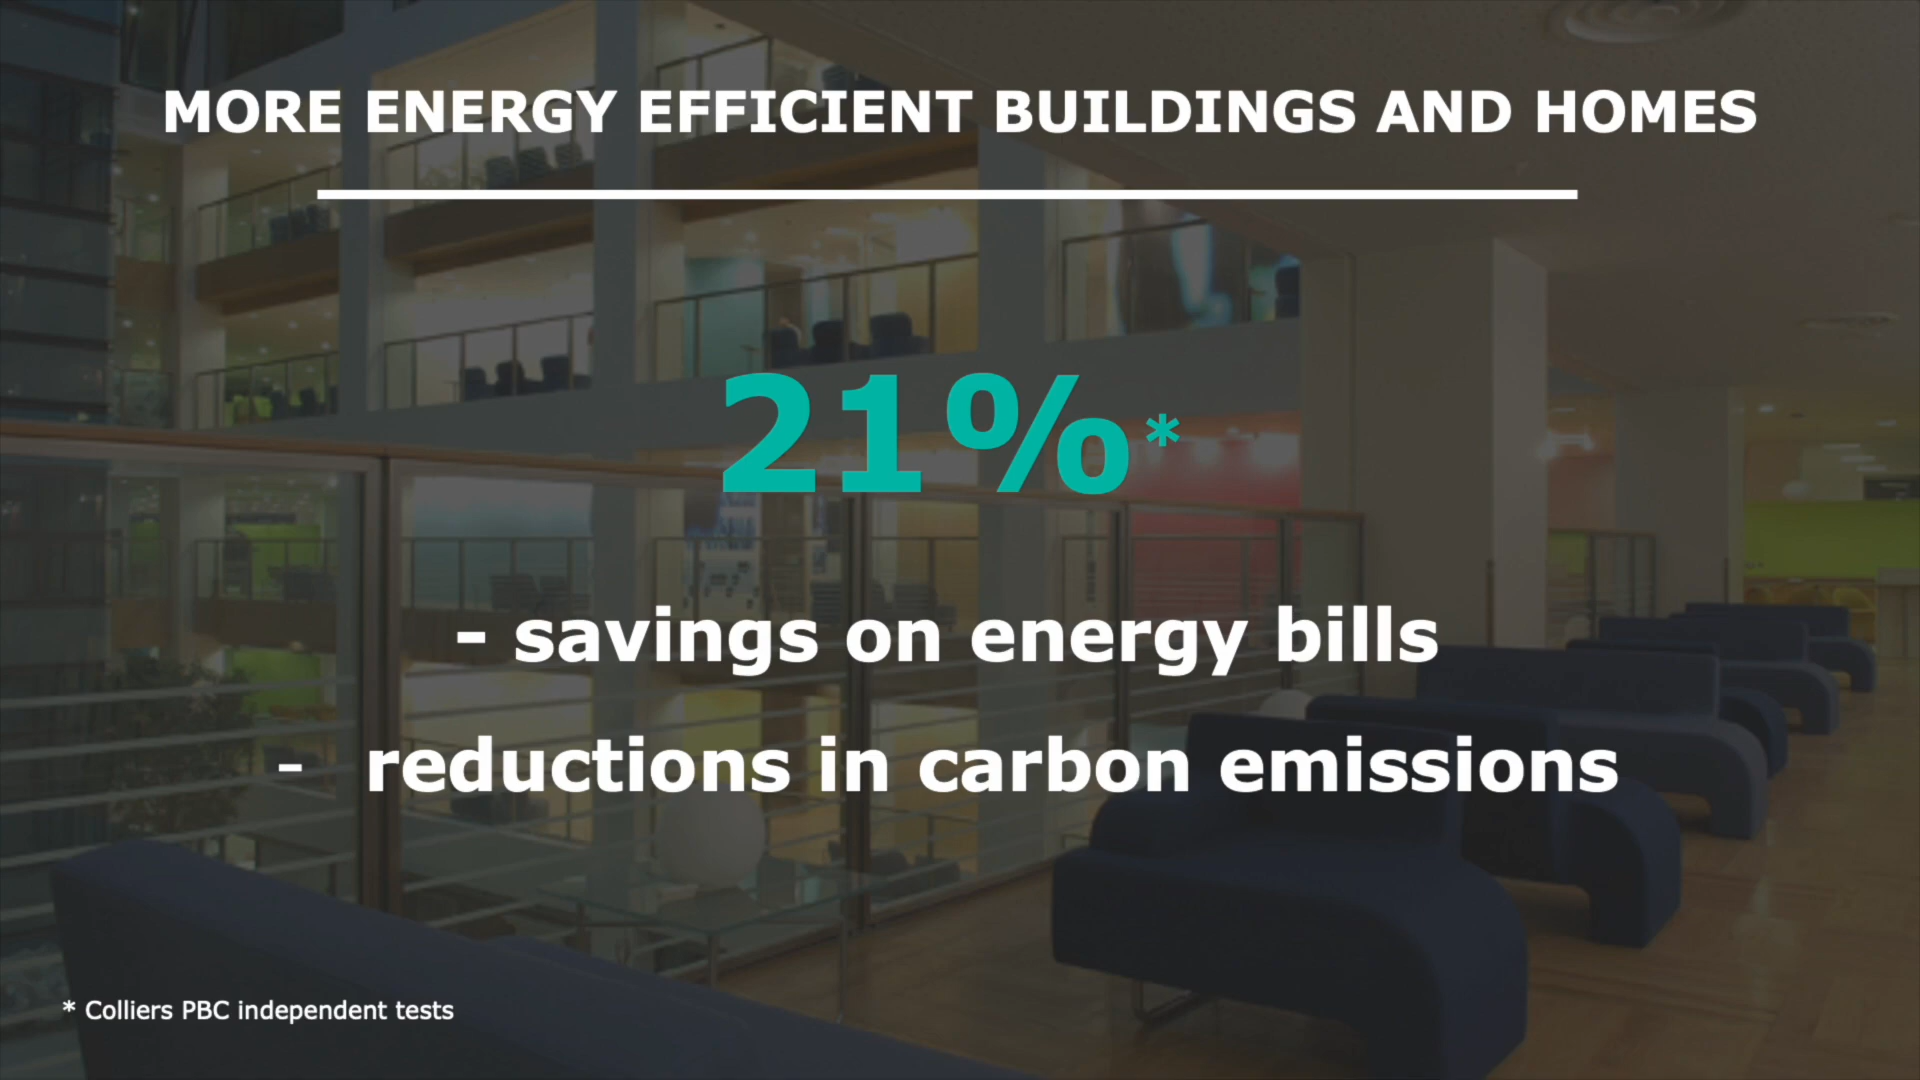 MORE ENERGY EFFICIENT BUILDINGS AND HOMES
21%*
- savings on energy bills
- reductions in carbon emissions
* Colliers PBC independent tests